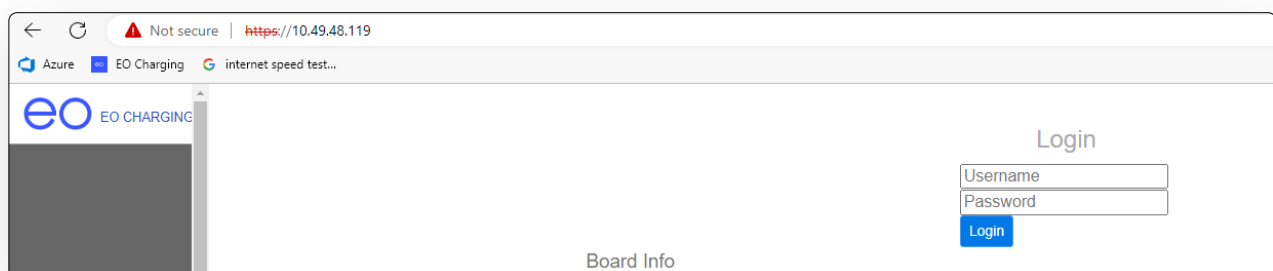 Not secure https://10.49.48.119
Azure EO Charging internet speed test...
eo EO CHARGING
Login
Username
Password
Login
Board Info